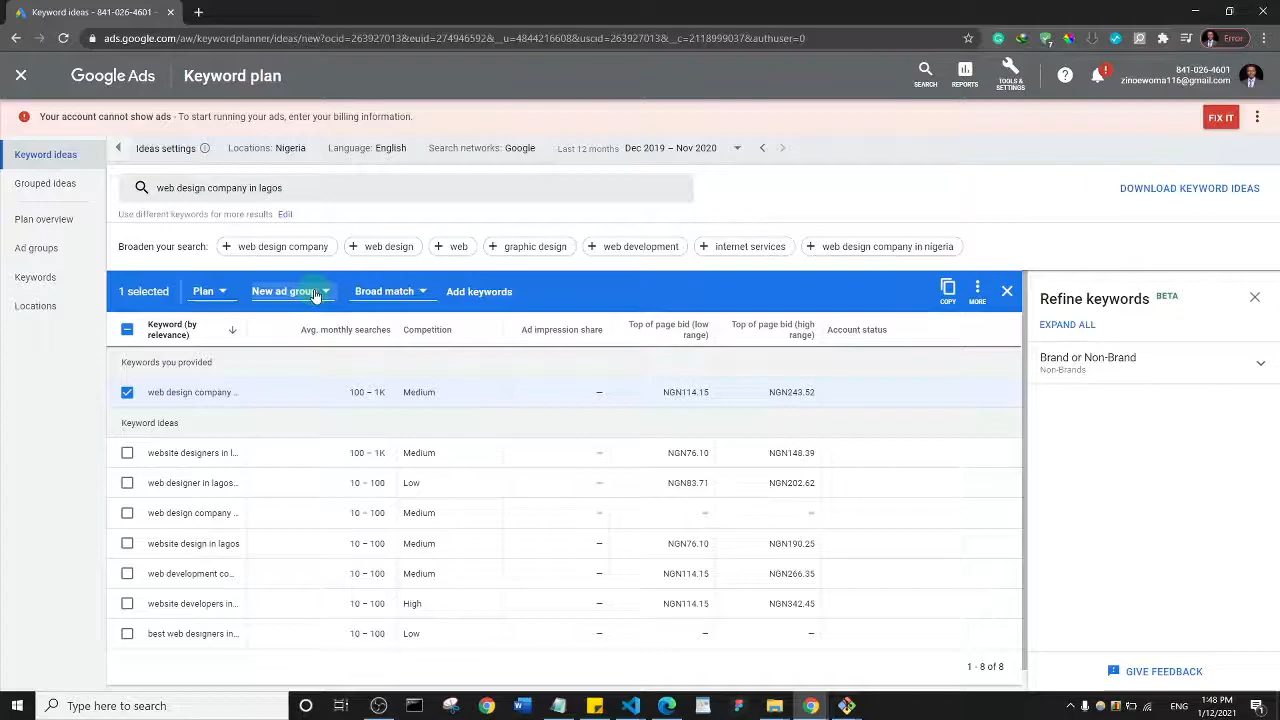 Keyword ideas - 841-026-4601 -
ads.google.com/aw/keywordplanner/ideas/new?ocid=263927013&euid=274946592&__u=4844216608&uscid=263927013&__c=2118999037&authuser=0
Error
Google Ads
Keyword plan
SEARCH
REPORTS
TOOLS & SETTINGS
841-026-4601
zinoewoma116@gmail.com
Your account cannot show ads - To start running your ads, enter your billing information.
FIX IT
Keyword ideas
Grouped ideas
Plan overview
Ad groups
Keywords
Locations
Ideas settings
Locations: Nigeria
Language: English
Search networks: Google
Last 12 months
Dec 2019 – Nov 2020
web design company in lagos
DOWNLOAD KEYWORD IDEAS
Use different keywords for more results Edit
Broaden your search:
web design company
web design
web
graphic design
web development
internet services
web design company in nigeria
1 selected
Plan
New ad group
Broad match
Add keywords
COPY
MORE
Keyword (by relevance)
Avg. monthly searches
Competition
Ad impression share
Top of page bid (low range)
Top of page bid (high range)
Account status
Keywords you provided
web design company ... 100 – 1K Medium – NGN114.15 NGN243.52
Keyword ideas
website designers in l... 100 – 1K Medium – NGN76.10 NGN148.39
web designer in lagos... 10 – 100 Low – NGN83.71 NGN202.62
web design company ... 10 – 100 Medium – – –
website design in lagos 10 – 100 Medium – NGN76.10 NGN190.25
web development co... 10 – 100 Medium – NGN114.15 NGN266.35
website developers in... 10 – 100 High – NGN114.15 NGN342.45
best web designers in... 10 – 100 Low – – –
1 - 8 of 8
Refine keywords BETA
EXPAND ALL
Brand or Non-Brand
Non-Brands
GIVE FEEDBACK
Type here to search
ENG
1:48 PM
1/12/2021